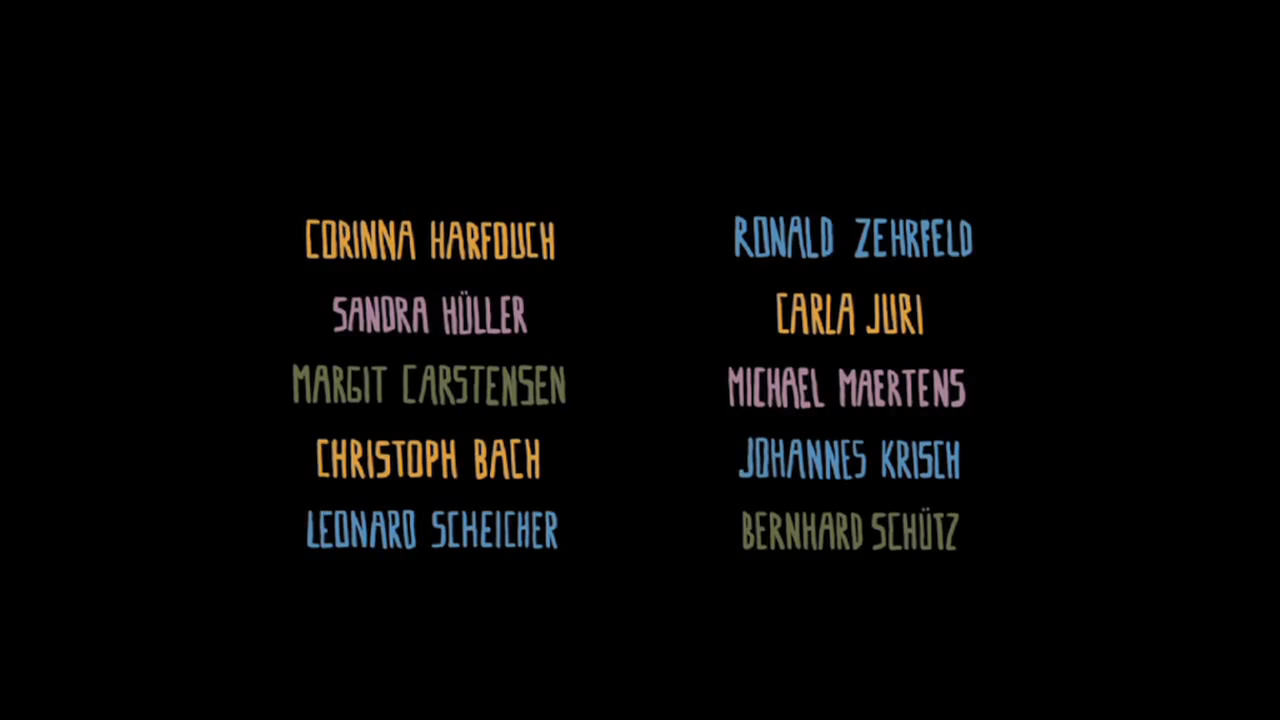 CORINNA HARFOUCH
SANDRA HÜLLER
MARGIT CARSTENSEN
CHRISTOPH BACH
LEONARD SCHEICHER
RONALD ZEHRFELD
CARLA JURI
MICHAEL MAERTENS
JOHANNES KRISCH
BERNHARD SCHÜTZ